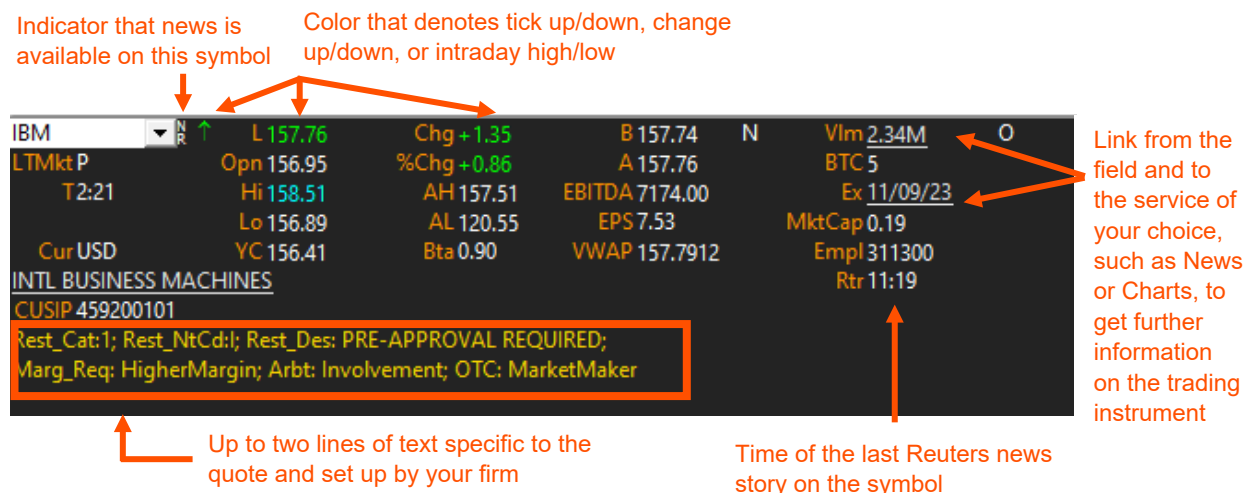 Indicator that news is
available on this symbol
Color that denotes tick up/down, change
up/down, or intraday high/low
IBM NR ↑ L 157.76 Chg +1.35 B 157.74 N Vlm 2.34M O
LTMkt P Opn 156.95 %Chg +0.86 A 157.76 BTC 5
T 2:21 Hi 158.51 AH 157.51 EBITDA 7174.00 Ex 11/09/23
Lo 156.89 AL 120.55 EPS 7.53 MktCap 0.19
Cur USD YC 156.41 Bta 0.90 VWAP 157.7912 Empl 311300
INTL BUSINESS MACHINES Rtr 11:19
CUSIP 459200101
Rest_Cat:1; Rest_NtCd:I; Rest_Des: PRE-APPROVAL REQUIRED;
Marg_Req: HigherMargin; Arbt: Involvement; OTC: MarketMaker
Link from the
field and to
the service of
your choice,
such as News
or Charts, to
get further
information
on the trading
instrument
Up to two lines of text specific to the
quote and set up by your firm
Time of the last Reuters news
story on the symbol